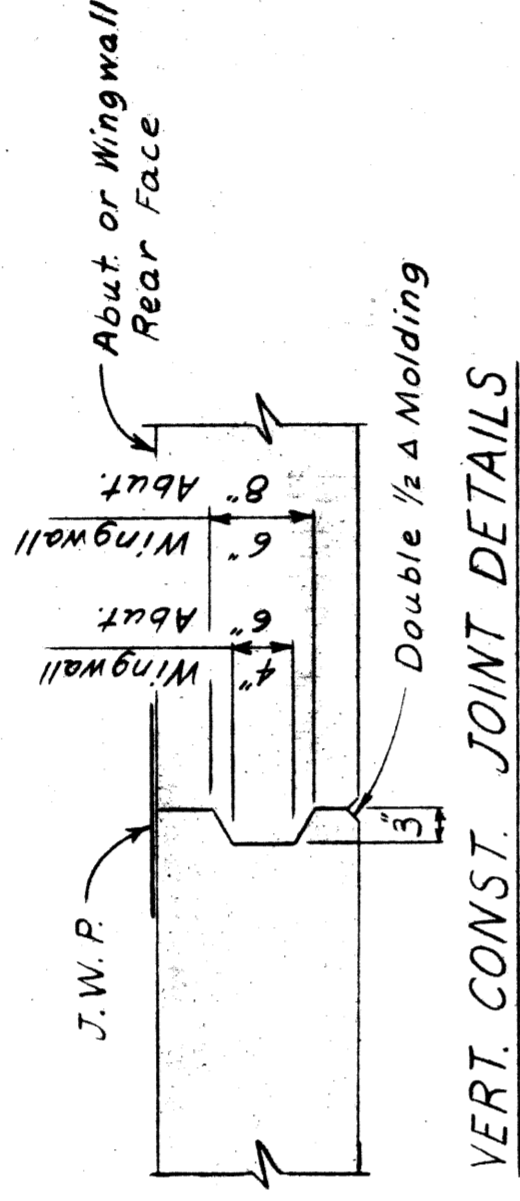 Abut. or Wingwall
Rear Face
J.W.P.
Wingwall
4"
6"
Abut.
Wingwall
6"
8"
Abut.
3"
Double 1/2 Δ Molding
VERT. CONST. JOINT DETAILS